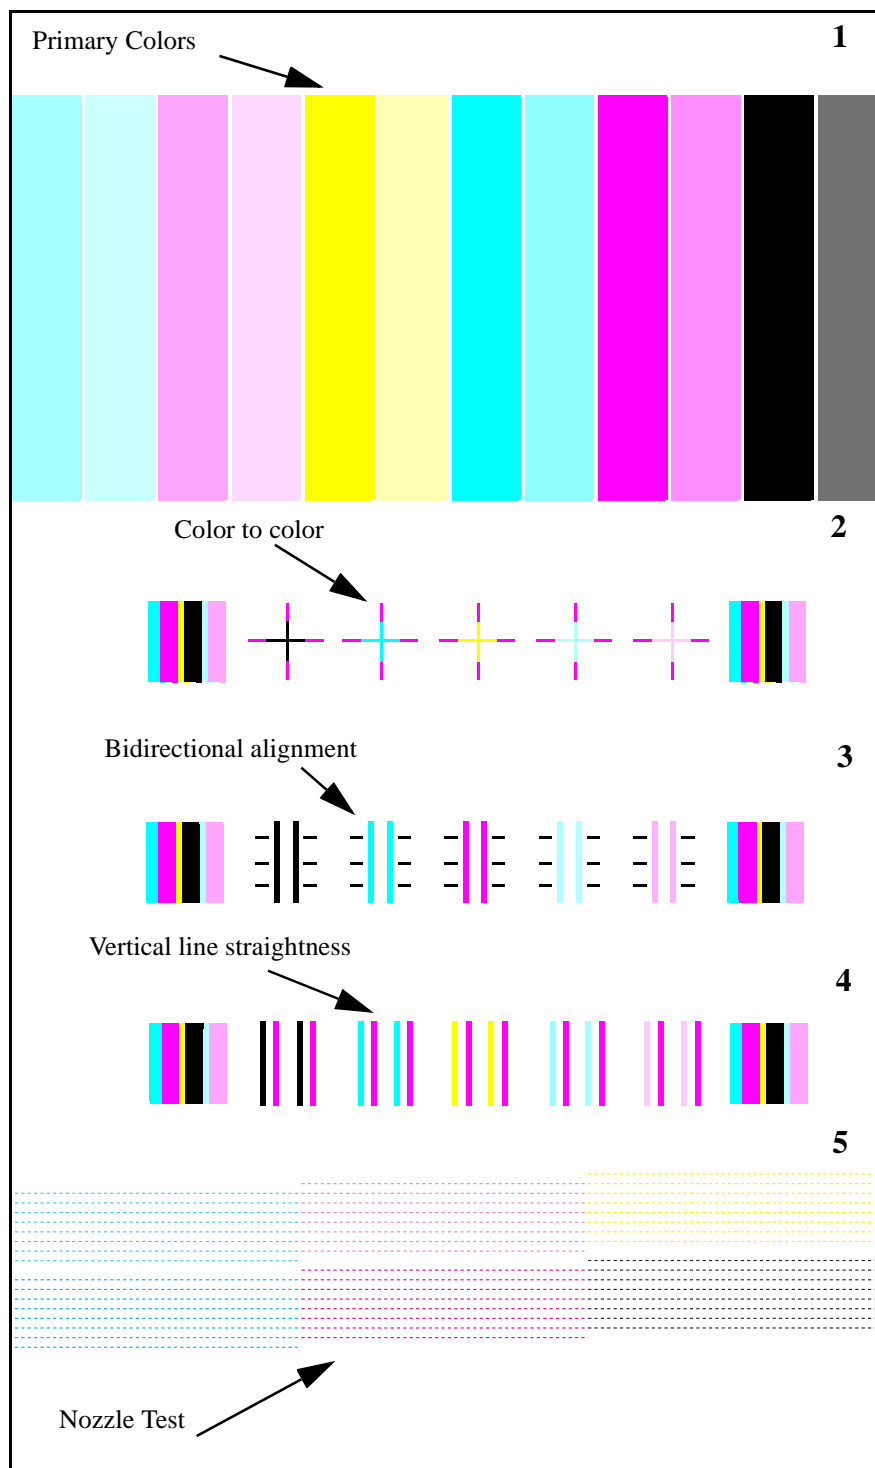 Primary Colors
1
2
Color to color
3
Bidirectional alignment
Vertical line straightness
4
5
Nozzle Test